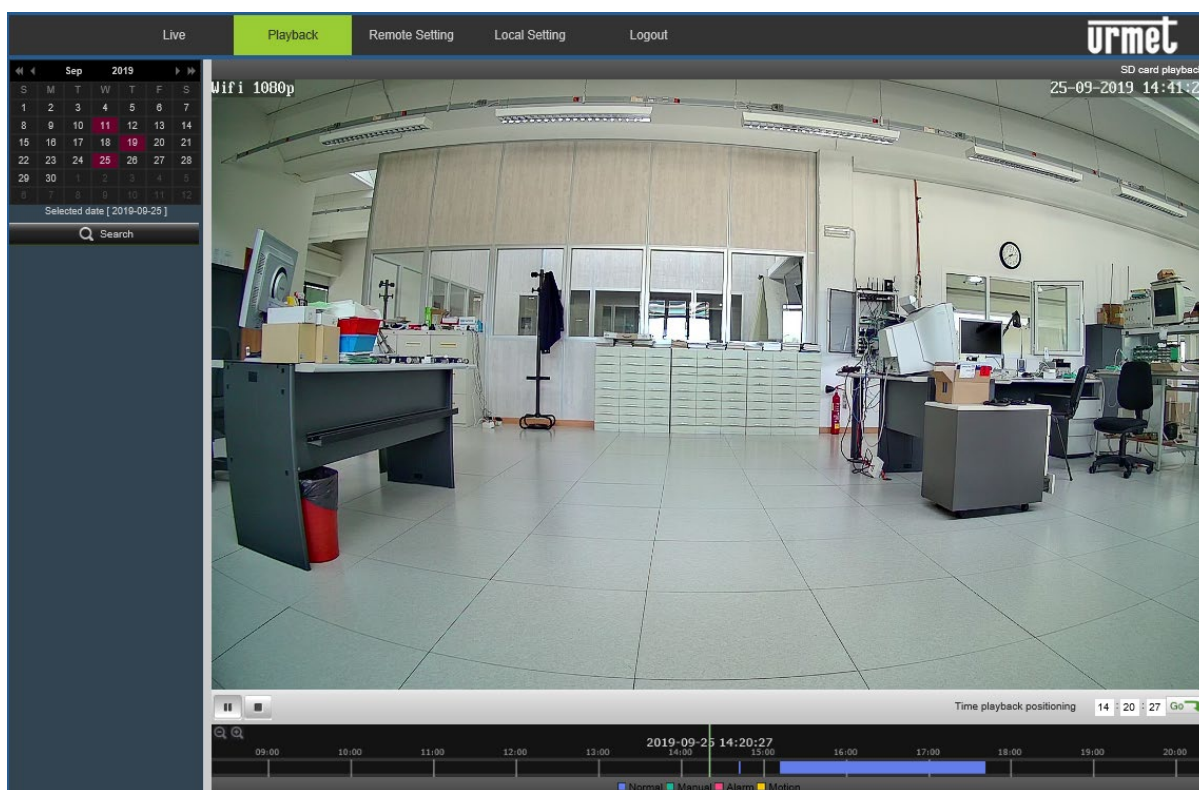 Live Playback Remote Setting Local Setting Logout urmet
Sep 2019
SD card playbac
S M T W T F S
Wifi 1080p 25-09-2019 14:41:2
1 2 3 4 5 6 7
8 9 10 11 12 13 14
15 16 17 18 19 20 21
22 23 24 25 26 27 28
29 30 1 2 3 4 5
6 7 8 9 10 11 12
Selected date [ 2019-09-25 ]
Search
Time playback positioning 14 : 20 : 27 Go
2019-09-25 14:20:27
09:00 10:00 11:00 12:00 13:00 14:00 15:00 16:00 17:00 18:00 19:00 20:00
Normal Manual Alarm Motion